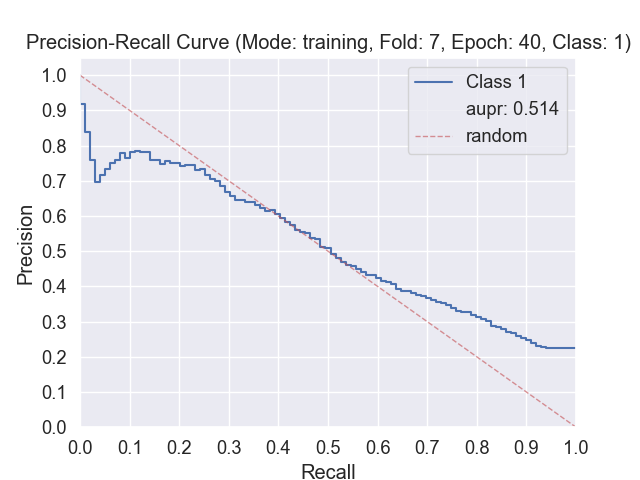 Precision-Recall Curve (Mode: training, Fold: 7, Epoch: 40, Class: 1)
Class 1
aupr: 0.514
random
1.0
0.9
0.8
0.7
0.6
0.5
0.4
0.3
0.2
0.1
0.0
Precision
0.0 0.1 0.2 0.3 0.4 0.5 0.6 0.7 0.8 0.9 1.0
Recall